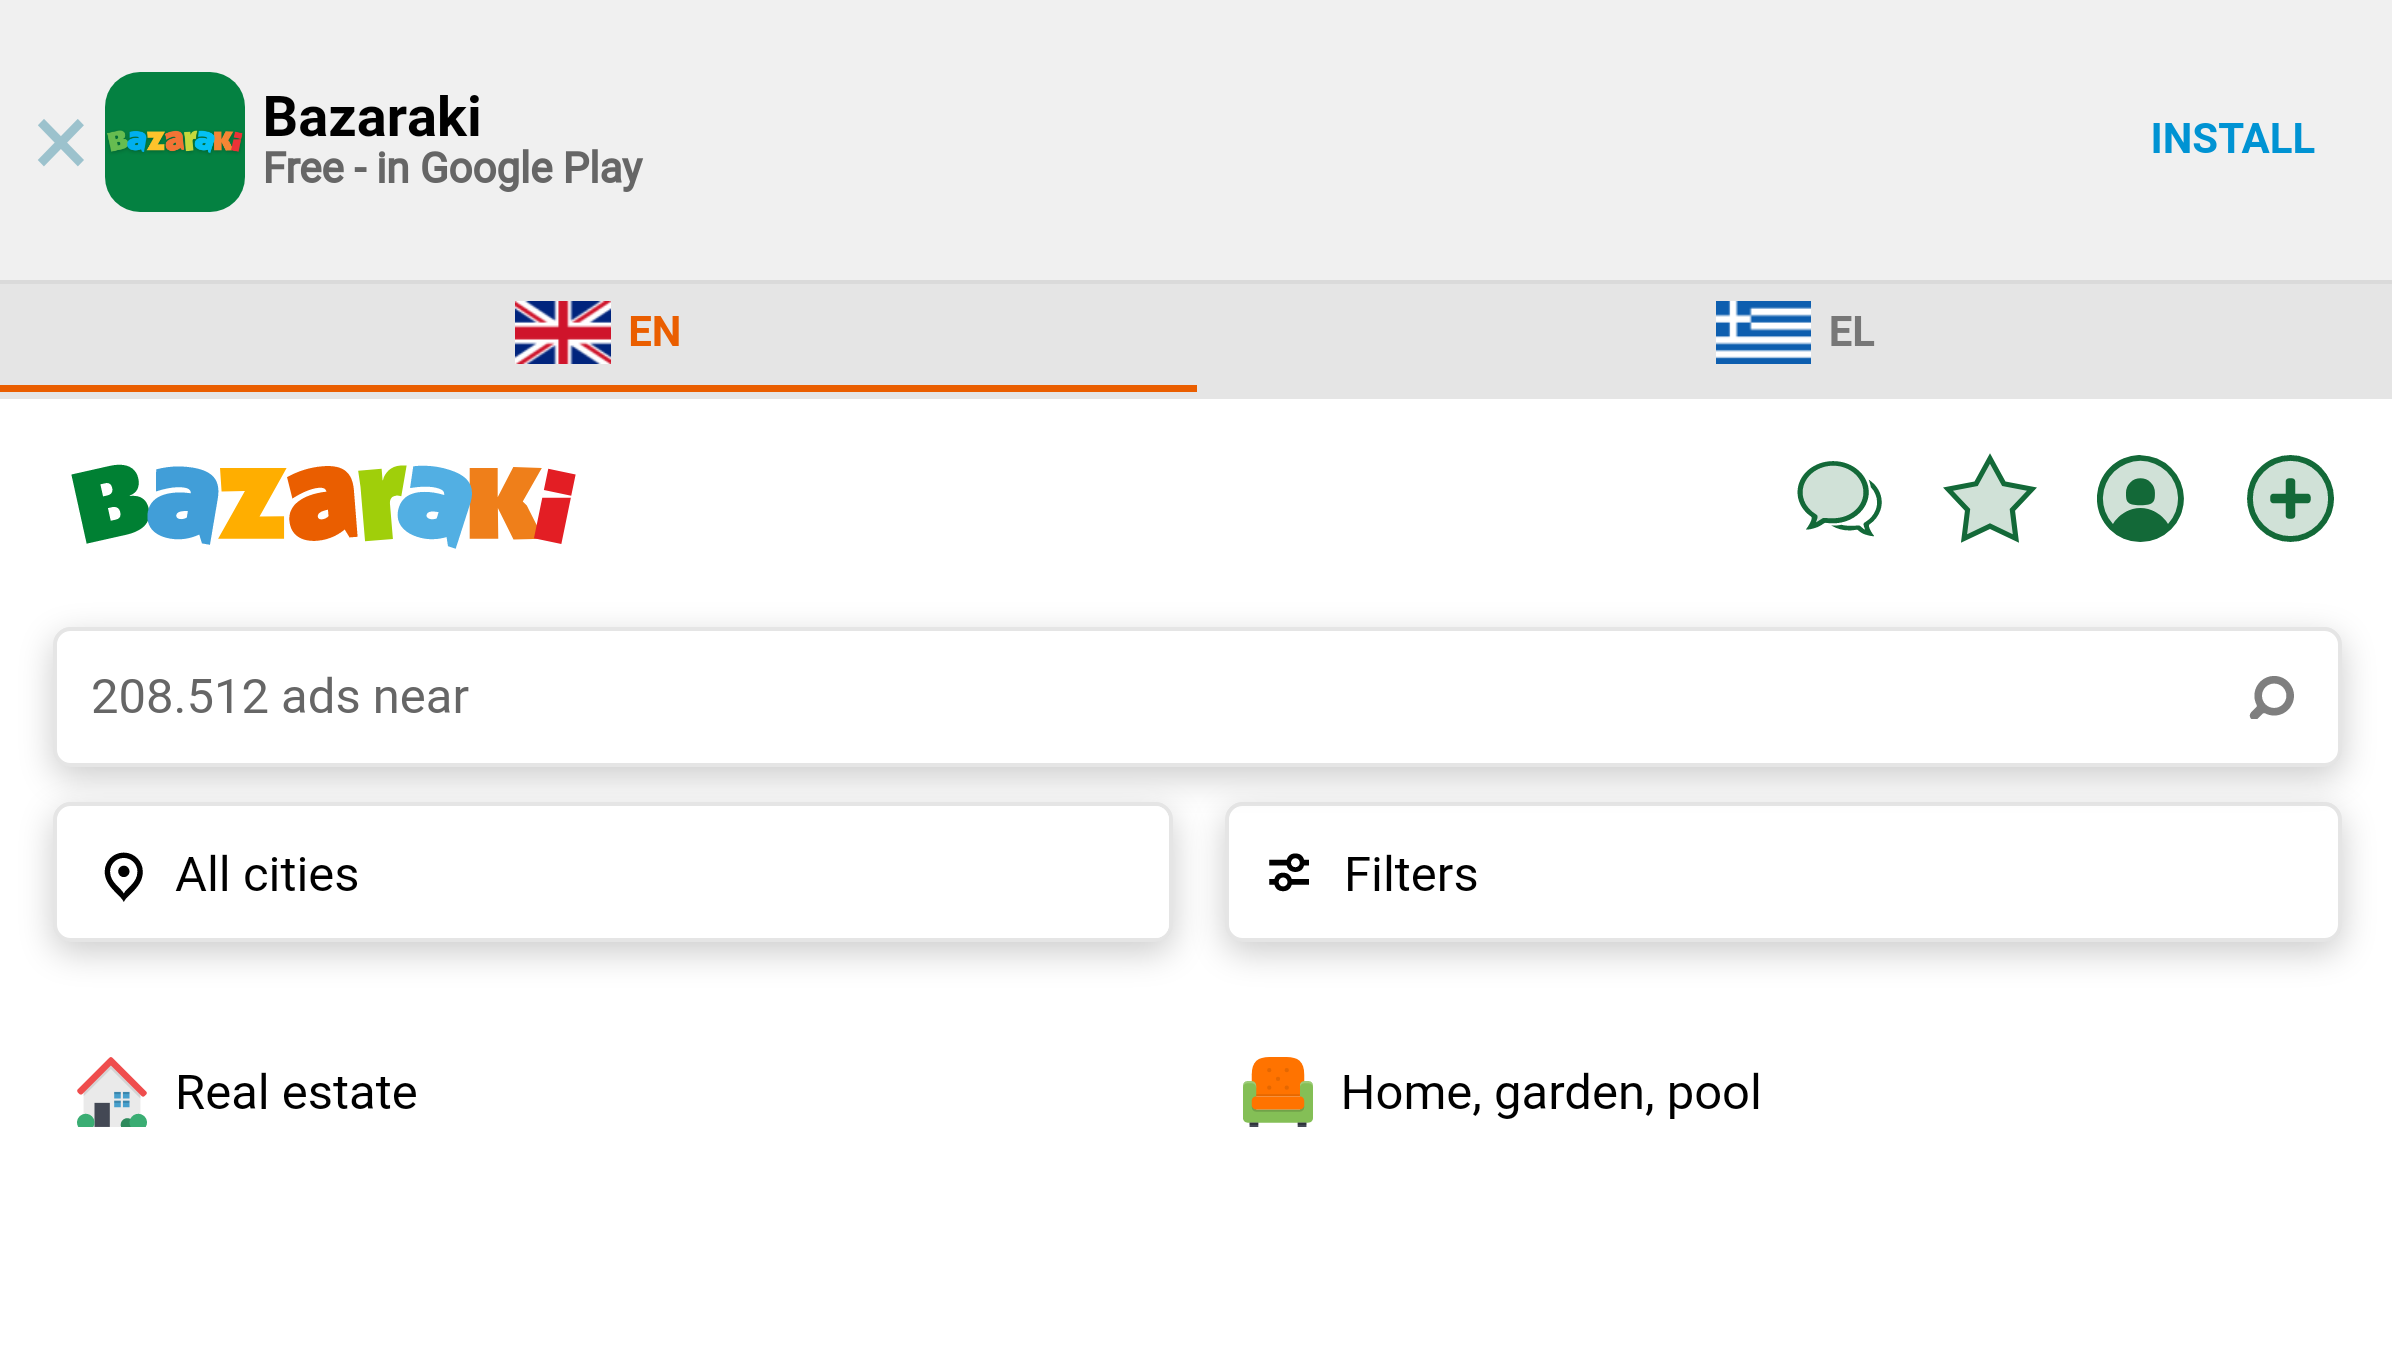 Bazaraki
Bazaraki
Free - in Google Play
INSTALL
EN
EL
Bazaraki
208.512 ads near
All cities
Filters
Real estate
Home, garden, pool